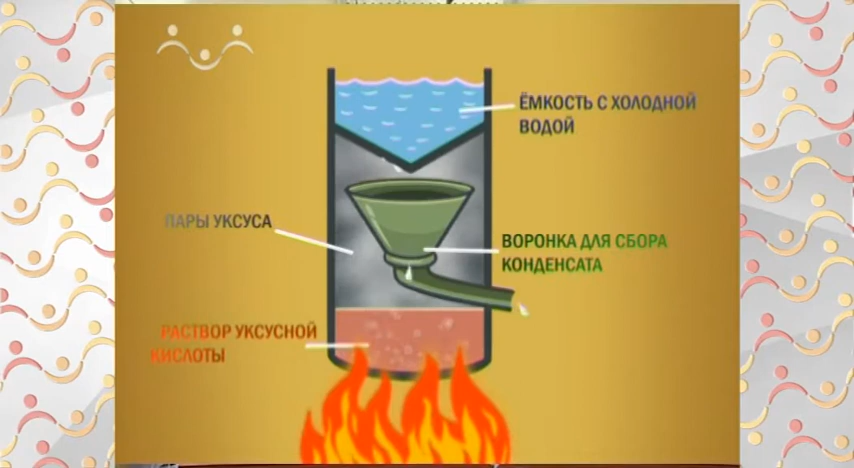 ЁМКОСТЬ С ХОЛОДНОЙ
ВОДОЙ
ПАРЫ УКСУСА
ВОРОНКА ДЛЯ СБОРА
КОНДЕНСАТА
РАСТВОР УКСУСНОЙ
КИСЛОТЫ